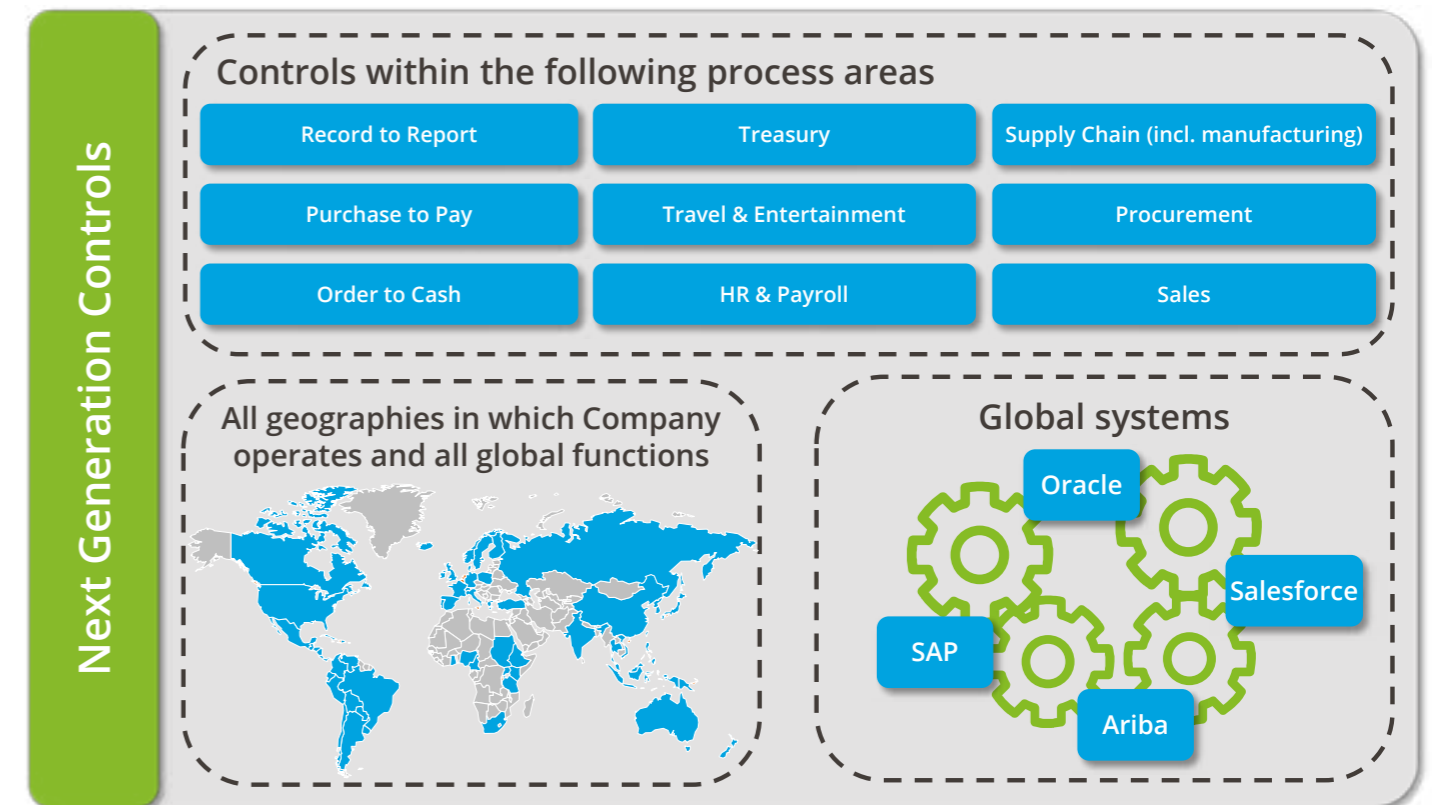 Next Generation Controls
Controls within the following process areas
Record to Report
Treasury
Supply Chain (incl. manufacturing)
Purchase to Pay
Travel & Entertainment
Procurement
Order to Cash
HR & Payroll
Sales
All geographies in which Company
operates and all global functions
Global systems
Oracle
Salesforce
SAP
Ariba